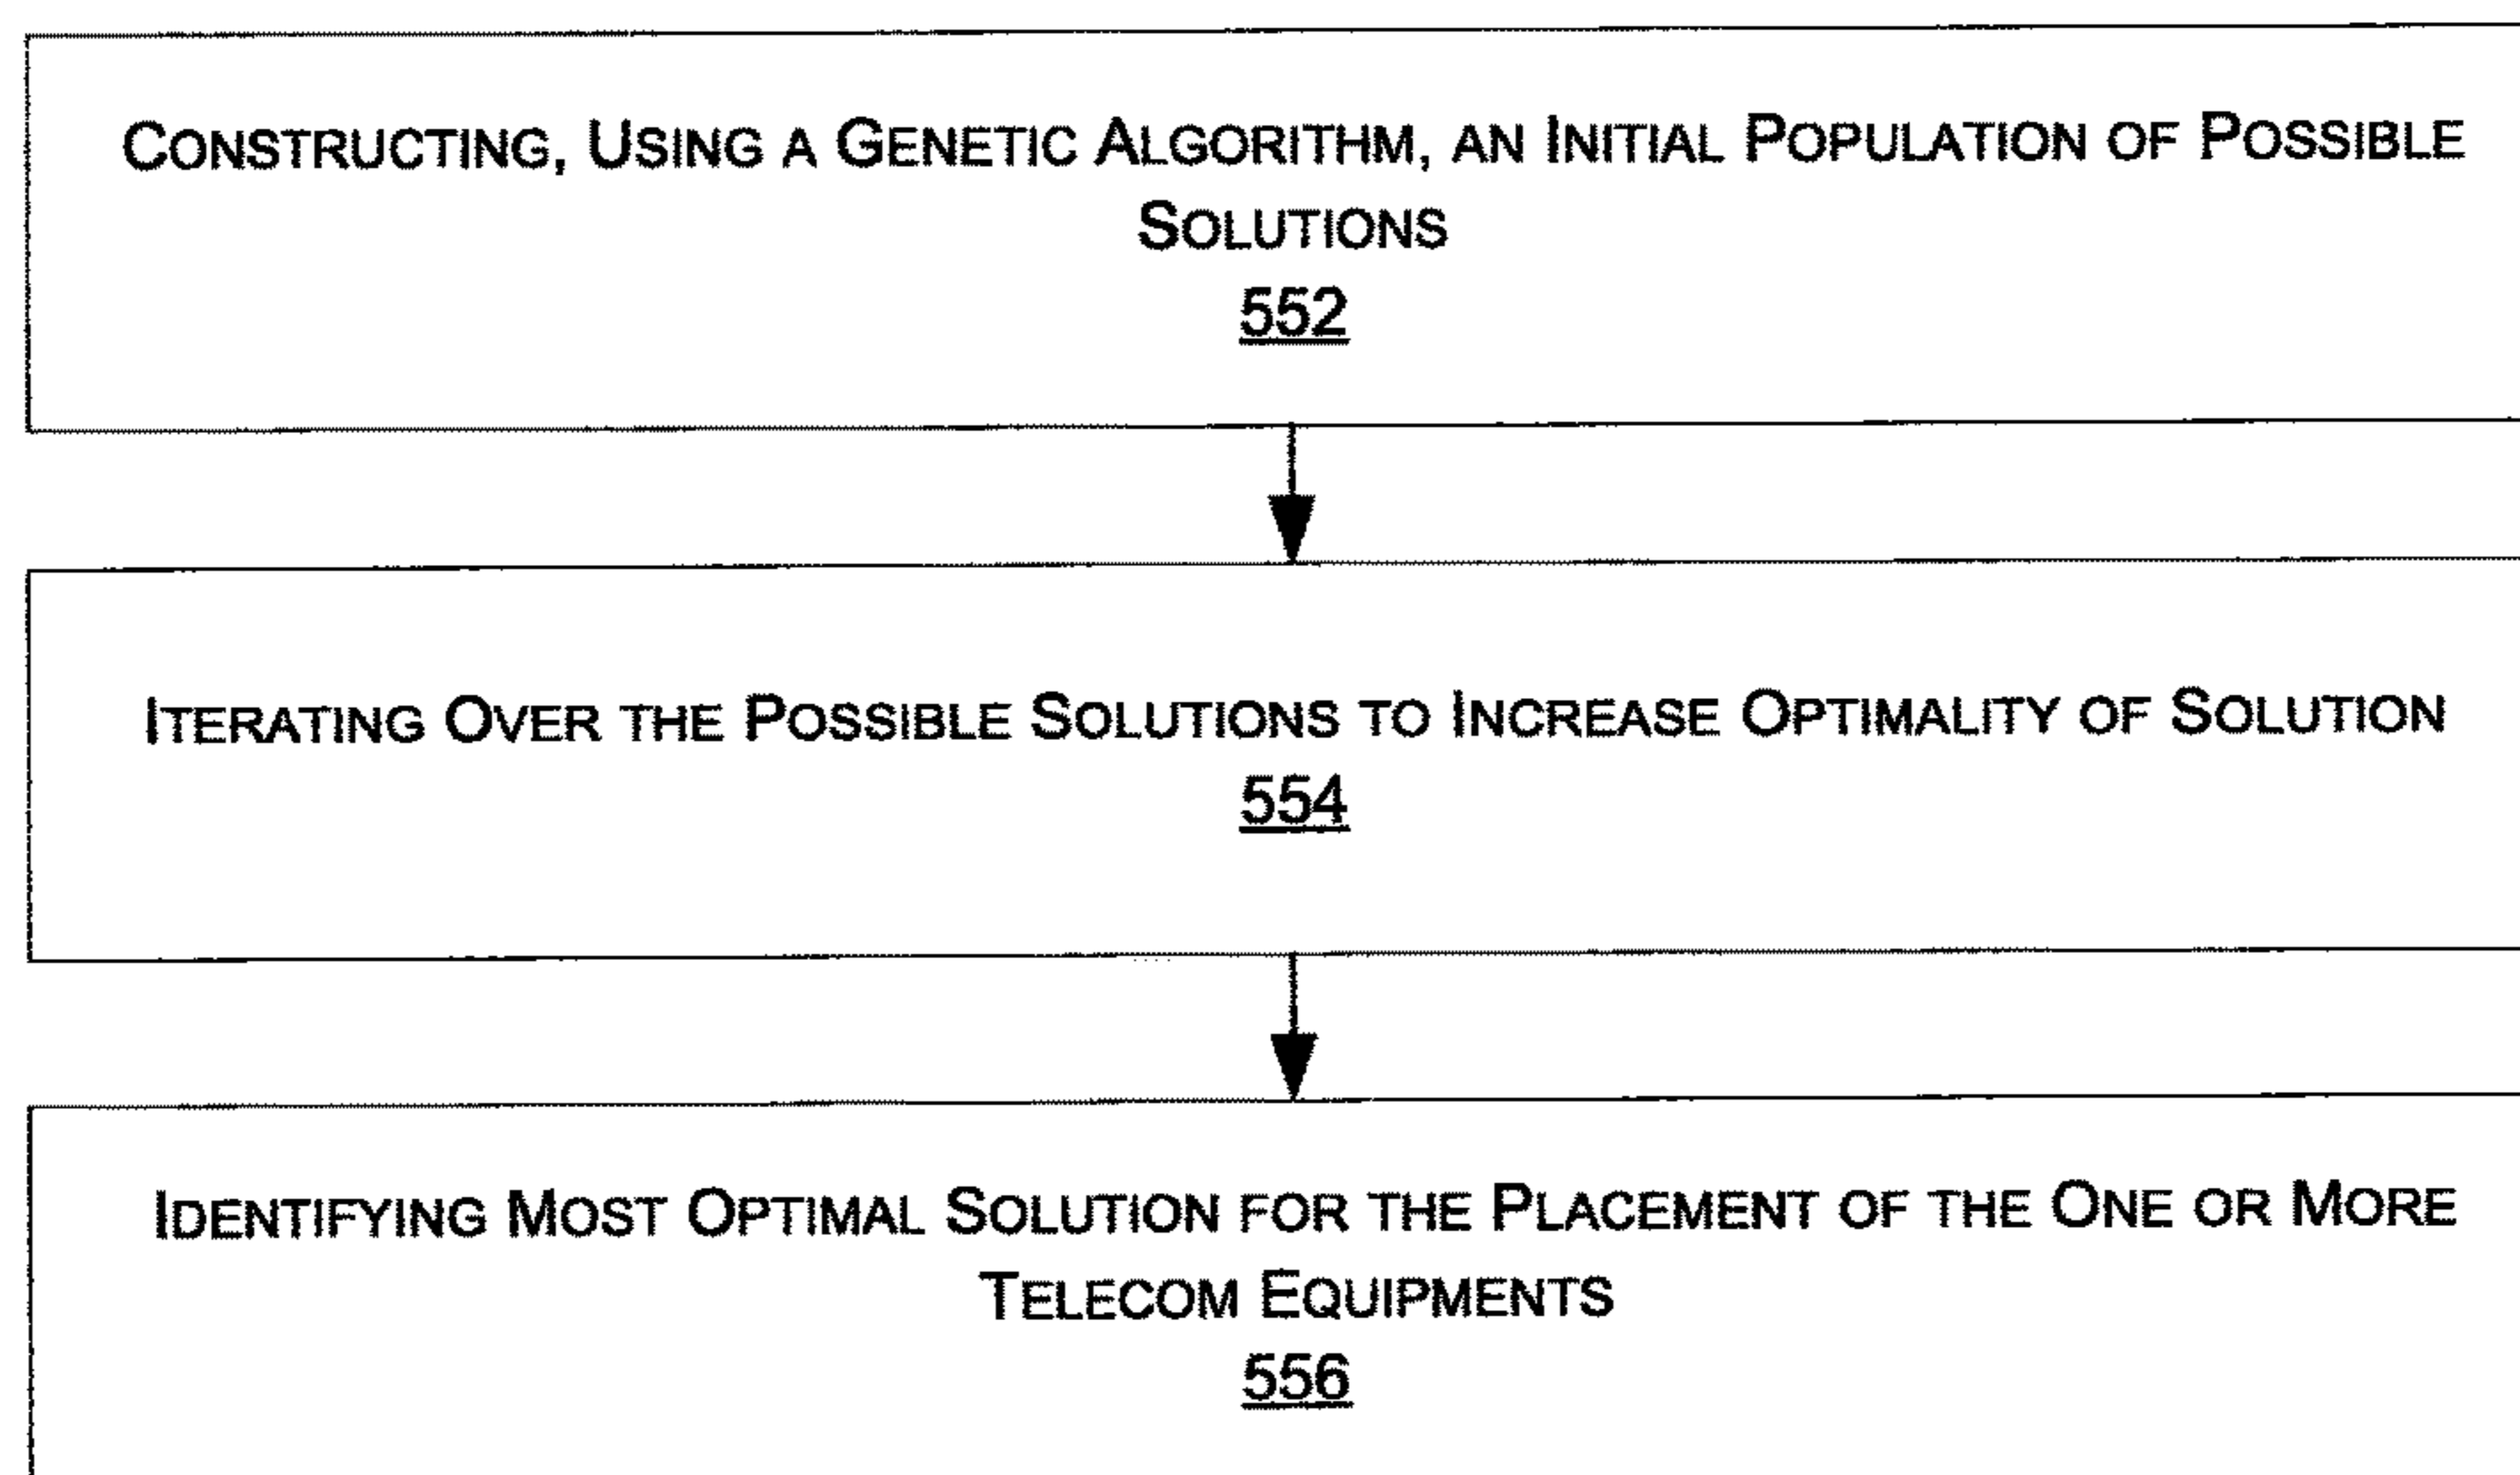 CONSTRUCTING, USING A GENETIC ALGORITHM, AN INITIAL POPULATION OF POSSIBLE
SOLUTIONS
552
ITERATING OVER THE POSSIBLE SOLUTIONS TO INCREASE OPTIMALITY OF SOLUTION
554
IDENTIFYING MOST OPTIMAL SOLUTION FOR THE PLACEMENT OF THE ONE OR MORE
TELECOM EQUIPMENTS
556